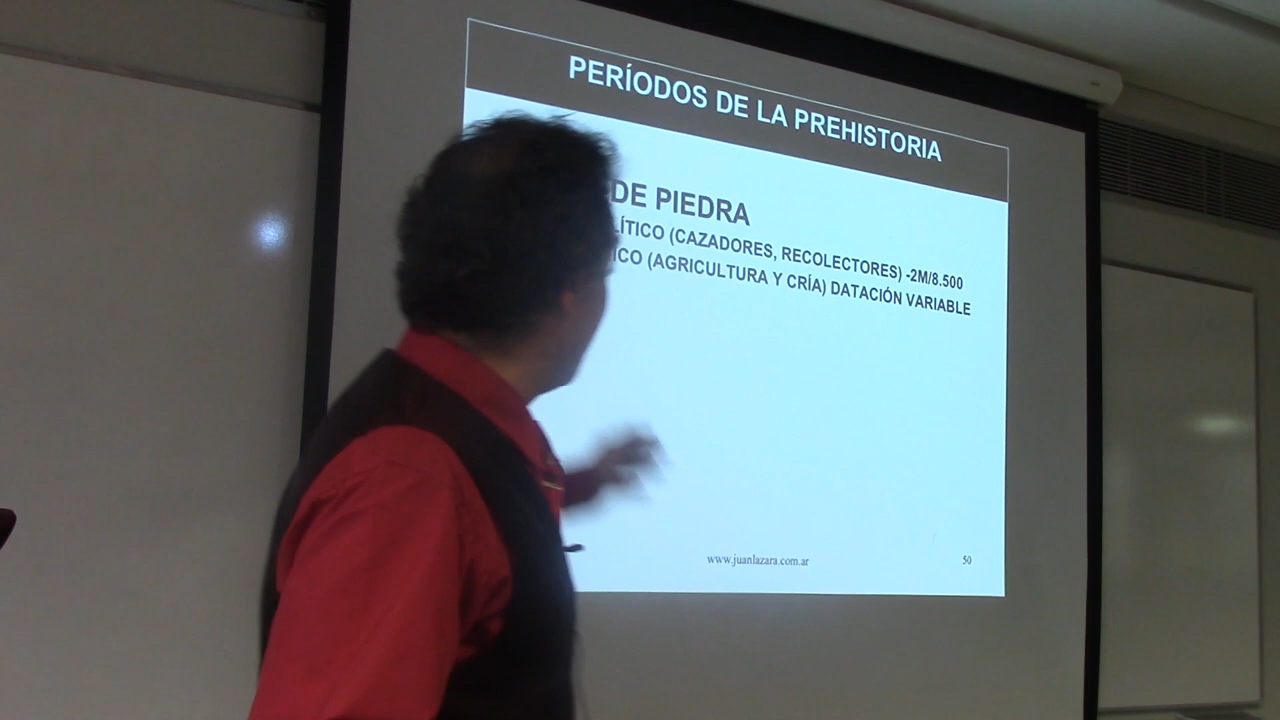 PERÍODOS DE LA PREHISTORIA
DE PIEDRA
LÍTICO (CAZADORES, RECOLECTORES) -2M/8.500
ICO (AGRICULTURA Y CRÍA) DATACIÓN VARIABLE
www.juanlazara.com.ar
50